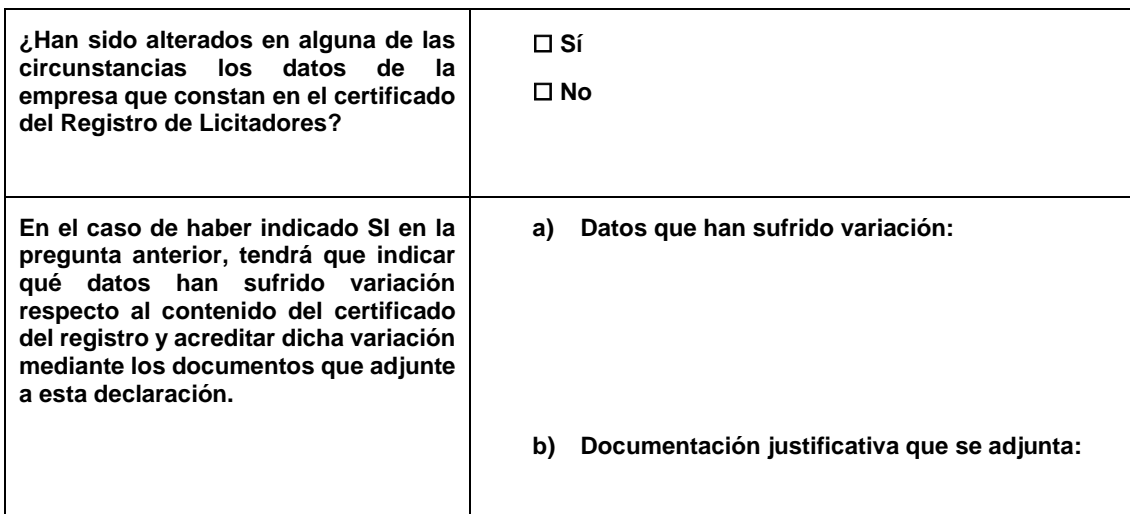 ¿Han sido alterados en alguna de las
circunstancias los datos de la
empresa que constan en el certificado
del Registro de Licitadores?
☐ Sí
☐ No
En el caso de haber indicado SI en la
pregunta anterior, tendrá que indicar
qué datos han sufrido variación
respecto al contenido del certificado
del registro y acreditar dicha variación
mediante los documentos que adjunte
a esta declaración.
a) Datos que han sufrido variación:
b) Documentación justificativa que se adjunta: